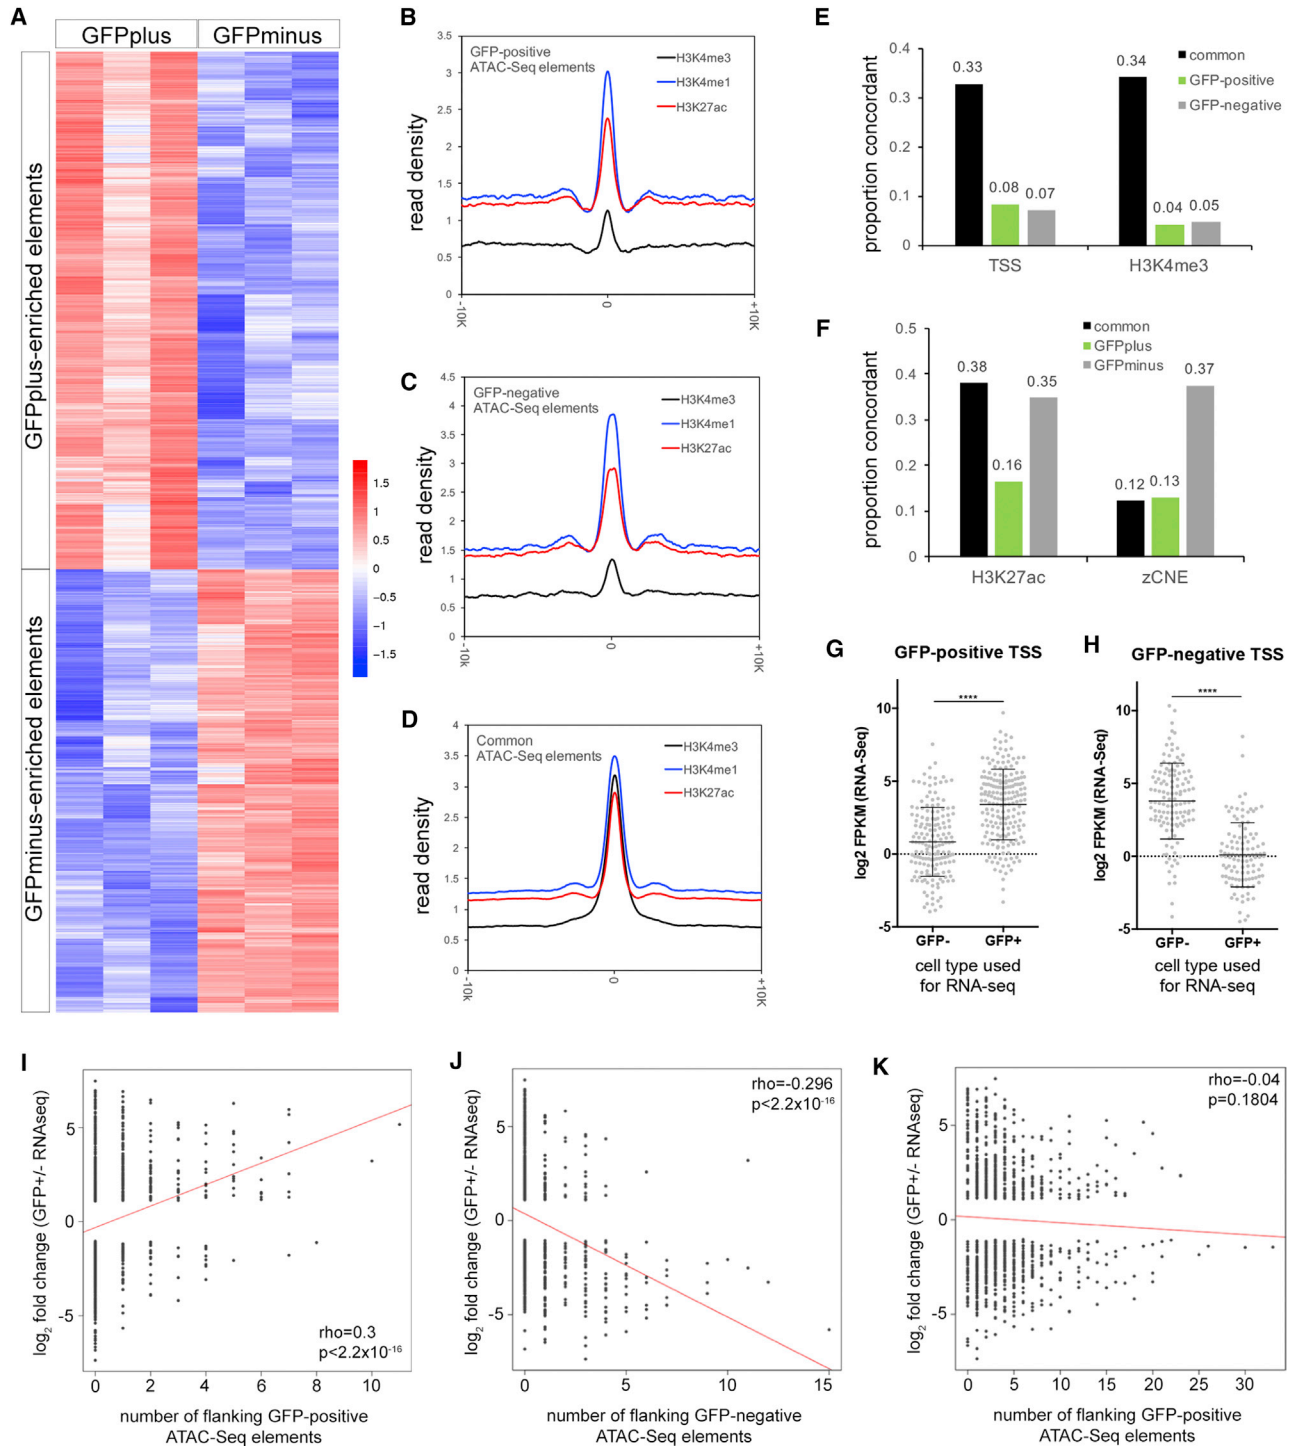 A
GFPplus
GFPminus
GFPplus-enriched elements
GFPminus-enriched elements
1.5
1
0.5
0
−0.5
−1
−1.5
B
3.5
3
2.5
2
1.5
1
0.5
0
read density
GFP-positive
ATAC-Seq elements
H3K4me3
H3K4me1
H3K27ac
-10K
0
+10K
C
4.5
4
3.5
3
2.5
2
1.5
1
0.5
0
read density
GFP-negative
ATAC-Seq elements
H3K4me3
H3K4me1
H3K27ac
-10k
0
+10K
D
4
3.5
3
2.5
2
1.5
1
0.5
0
read density
Common
ATAC-Seq elements
H3K4me3
H3K4me1
H3K27ac
-10k
0
+10K
E
0.4
0.3
0.2
0.1
0
proportion concordant
0.33
0.08
0.07
0.34
0.04
0.05
common
GFP-positive
GFP-negative
TSS
H3K4me3
F
0.5
0.4
0.3
0.2
0.1
0
proportion concordant
common
GFPplus
GFPminus
0.38
0.16
0.35
0.12
0.13
0.37
H3K27ac
zCNE
G
GFP-positive TSS
log2 FPKM (RNA-Seq)
10
5
0
-5
****
GFP-
GFP+
cell type used
for RNA-seq
H
GFP-negative TSS
log2 FPKM (RNA-Seq)
10
5
0
-5
****
GFP-
GFP+
cell type used
for RNA-seq
I
log2 fold change (GFP+/- RNAseq)
5
0
-5
rho=0.3
p<2.2x10-16
0 2 4 6 8 10
number of flanking GFP-positive
ATAC-Seq elements
J
log2 fold change (GFP+/- RNAseq)
5
0
-5
rho=-0.296
p<2.2x10-16
0 5 10 15
number of flanking GFP-negative
ATAC-Seq elements
K
log2 fold change (GFP+/- RNAseq)
5
0
-5
rho=-0.04
p=0.1804
0 5 10 15 20 25 30
number of flanking GFP-positive
ATAC-Seq elements